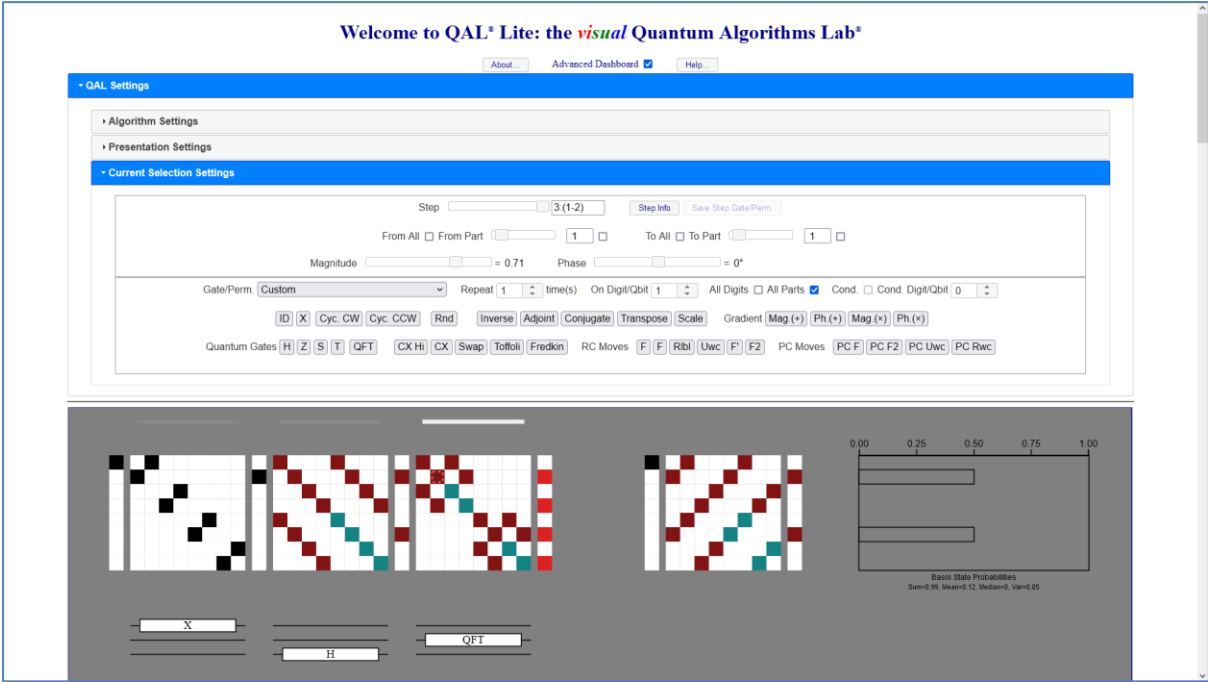 Welcome to QAL® Lite: the visual Quantum Algorithms Lab®
About... Advanced Dashboard Help...
QAL Settings
Algorithm Settings
Presentation Settings
Current Selection Settings
Step 3:(1-2) Step Info Save Step Gate/Perm.
From All From Part 1 To All To Part 1
Magnitude = 0.71 Phase = 0°
Gate/Perm. Custom Repeat 1 time(s) On Digit/Qbit 1 All Digits All Parts Cond. Cond. Digit/Qbit 0
ID X Cyc. CW Cyc. CCW Rnd Inverse Adjoint Conjugate Transpose Scale Gradient Mag.(+) Ph.(+) Mag.(×) Ph.(×)
Quantum Gates H Z S T QFT CX Hi CX Swap Toffoli Fredkin RC Moves F F Rlbl Uwc F' F2 PC Moves PC F PC F2 PC Uwc PC Rwc
0.00 0.25 0.50 0.75 1.00
Basis State Probabilities
Sum=0.99, Mean=0.12, Median=0, Var=0.05
X
QFT
H